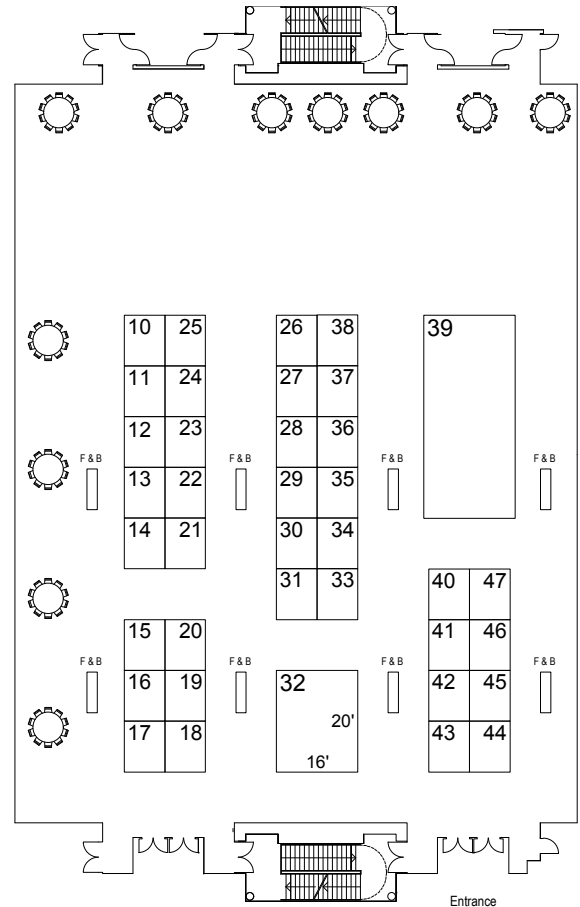 10 25 26 38 39
11 24 27 37
12 23 28 36
F & B F & B F & B F & B
13 22 29 35
14 21 30 34
31 33 40 47
15 20 41 46
F & B F & B F & B F & B
16 19 32 42 45
20'
17 18 43 44
16'
Entrance